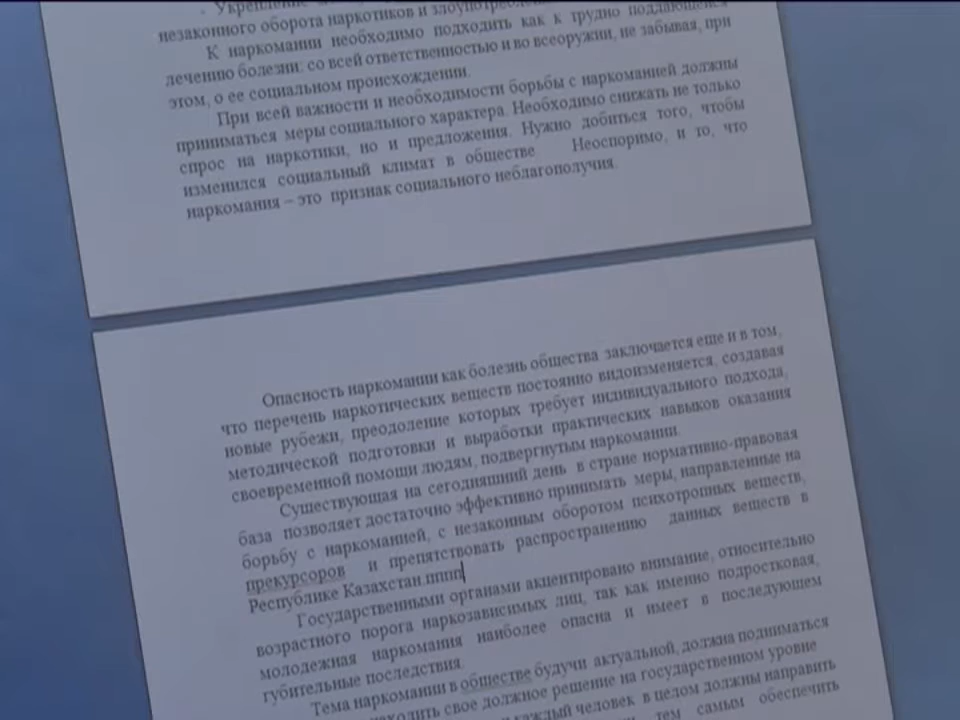 . Укрепление
незаконного оборота наркотиков и злоупотребления
К наркомании необходимо подходить как к трудно поддающейся
лечению болезни: со всей ответственностью и во всеоружии, не забывая, при
этом, о ее социальном происхождении.
При всей важности и необходимости борьбы с наркоманией должны
приниматься меры социального характера. Необходимо снижать не только
спрос на наркотики, но и предложения. Нужно добиться того, чтобы
изменился социальный климат в обществе Неоспоримо, и то, что
наркомания – это признак социального неблагополучия.
Опасность наркомании как болезнь общества заключается еще и в том,
что перечень наркотических веществ постоянно видоизменяется, создавая
новые рубежи, преодоление которых требует индивидуального подхода,
методической подготовки и выработки практических навыков оказания
своевременной помощи людям, подвергнутым наркомании.
Существующая на сегодняшний день в стране нормативно-правовая
база позволяет достаточно эффективно принимать меры, направленные на
борьбу с наркоманией, с незаконным оборотом психотропных веществ,
прекурсоров и препятствовать распространению данных веществ в
Республике Казахстан.пппп
Государственными органами акцентировано внимание, относительно
возрастного порога наркозависимых лиц, так как именно подростковая,
молодежная наркомания наиболее опасна и имеет в последующем
губительные последствия.
Тема наркомании в обществе будучи актуальной, должна подниматься
находить свое должное решение на государственном уровне
каждый человек в целом должны направить
тем самым обеспечить